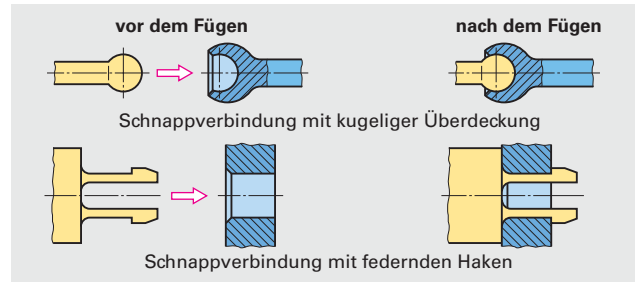 vor dem Fügen nach dem Fügen
Schnappverbindung mit kugeliger Überdeckung
Schnappverbindung mit federnden Haken